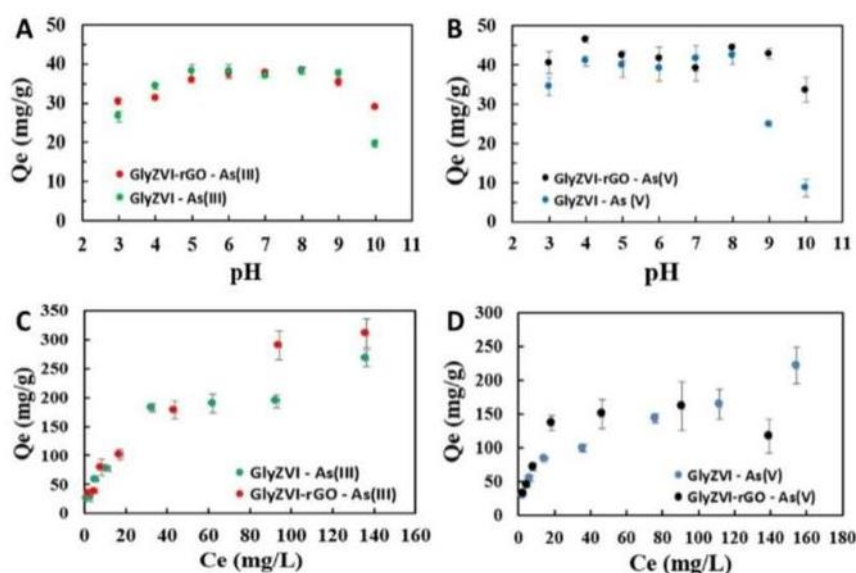 A
50
40
30
20
10
0
Qe (mg/g)
GlyZVI-rGO - As(III)
GlyZVI - As(III)
2 3 4 5 6 7 8 9 10 11
pH
B
50
40
30
20
10
0
Qe (mg/g)
GlyZVI-rGO - As(V)
GlyZVI - As (V)
2 3 4 5 6 7 8 9 10 11
pH
C
350
300
250
200
150
100
50
0
Qe (mg/g)
GlyZVI - As(III)
GlyZVI-rGO - As(III)
0 20 40 60 80 100 120 140 160
Ce (mg/L)
D
300
250
200
150
100
50
0
Qe (mg/g)
GlyZVI - As(V)
GlyZVI-rGO - As(V)
0 20 40 60 80 100 120 140 160 180
Ce (mg/L)